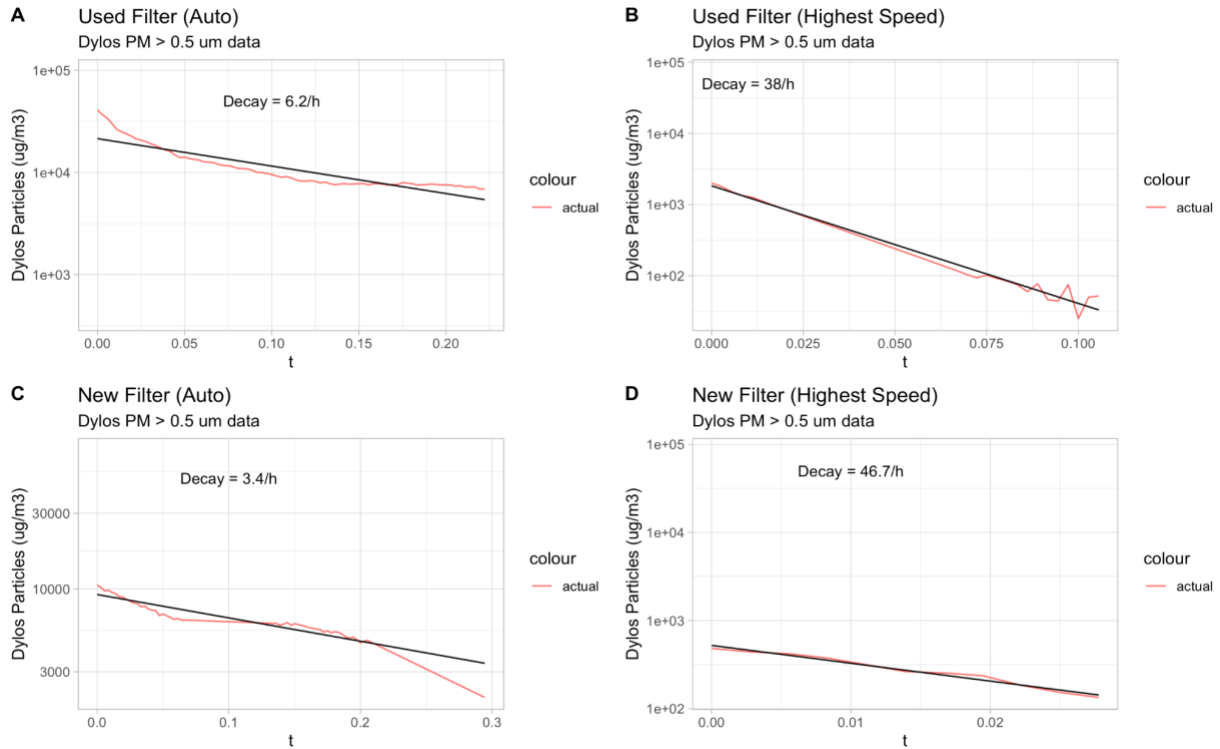 A
Used Filter (Auto)
Dylos PM > 0.5 um data
Dylos Particles (ug/m3)
1e+05
1e+04
1e+03
Decay = 6.2/h
0.00 0.05 0.10 0.15 0.20
t
colour
actual
B
Used Filter (Highest Speed)
Dylos PM > 0.5 um data
Dylos Particles (ug/m3)
1e+05
1e+04
1e+03
1e+02
Decay = 38/h
0.000 0.025 0.050 0.075 0.100
t
colour
actual
C
New Filter (Auto)
Dylos PM > 0.5 um data
Dylos Particles (ug/m3)
30000
10000
3000
Decay = 3.4/h
0.0 0.1 0.2 0.3
t
colour
actual
D
New Filter (Highest Speed)
Dylos PM > 0.5 um data
Dylos Particles (ug/m3)
1e+05
1e+04
1e+03
1e+02
Decay = 46.7/h
0.00 0.01 0.02
t
colour
actual